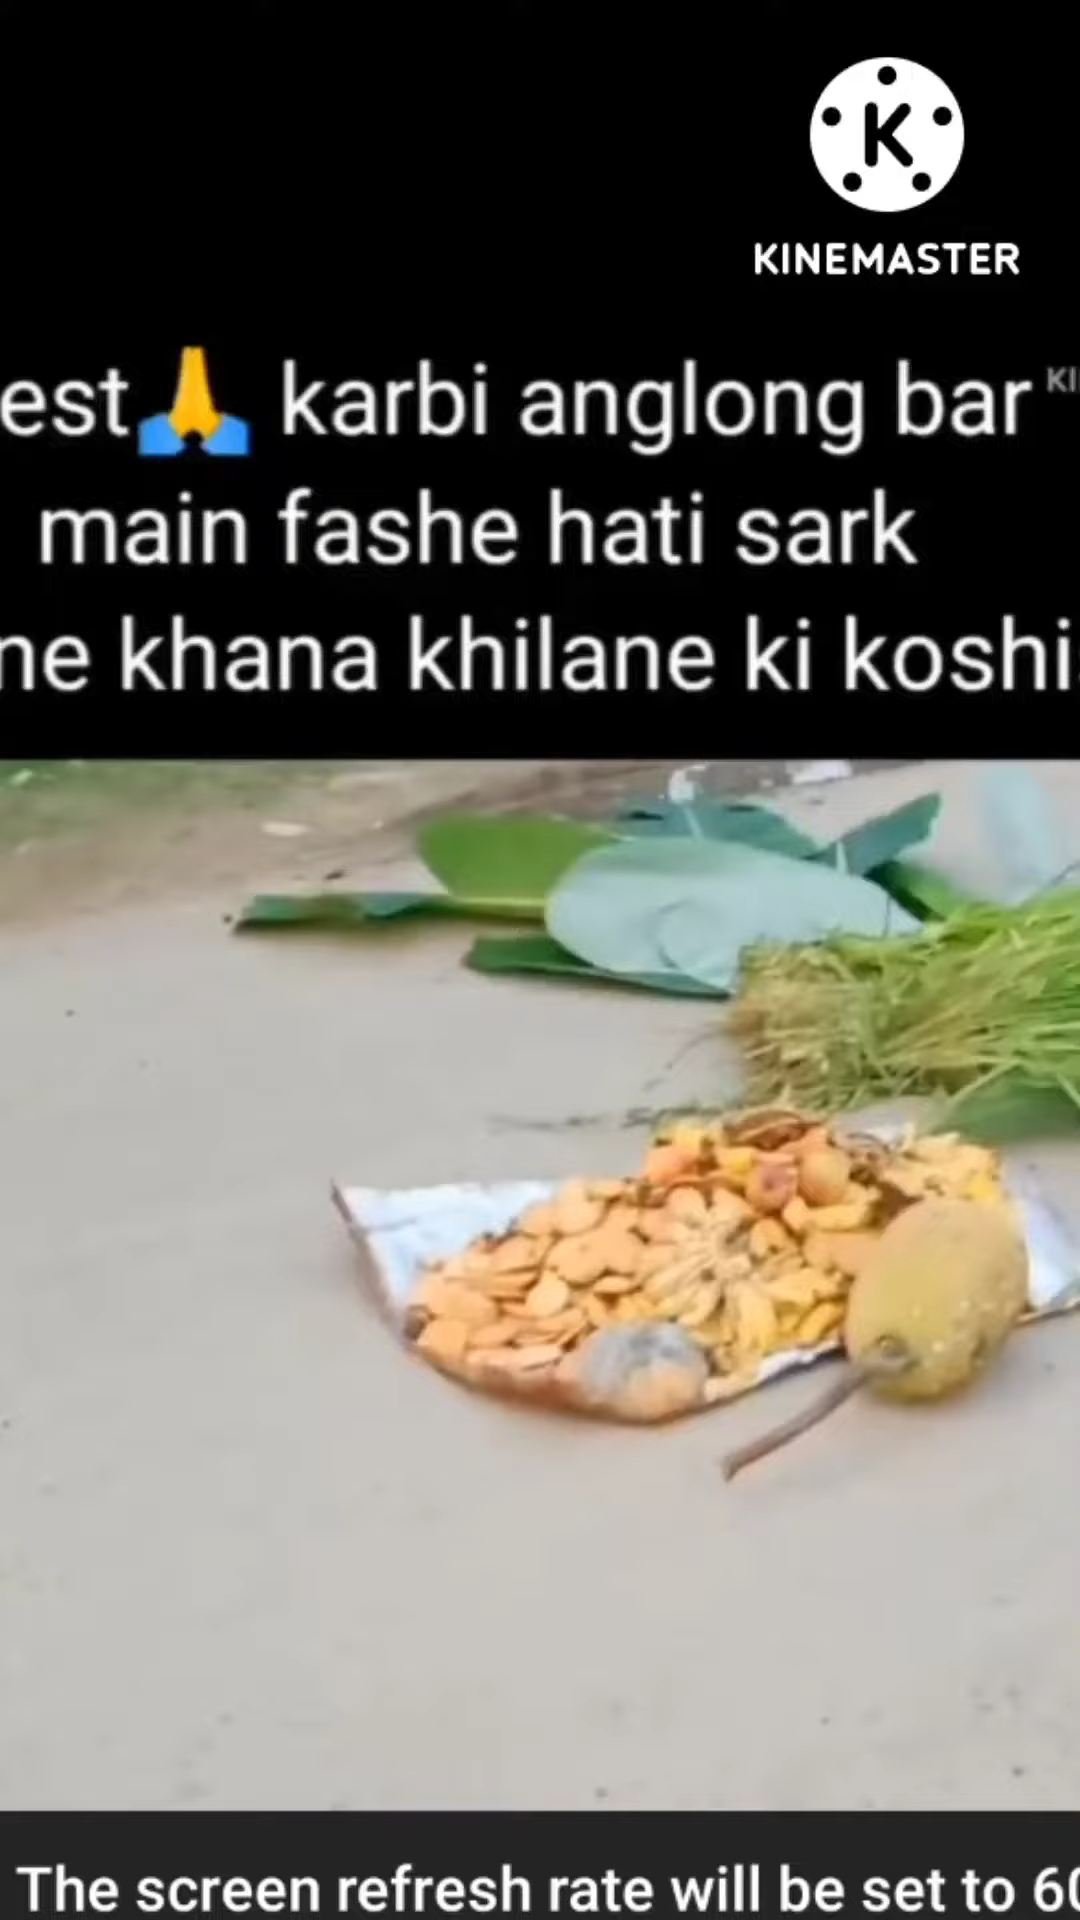 KINEMASTER
est🙏 karbi anglong bar
main fashe hati sark
ne khana khilane ki koshi
The screen refresh rate will be set to 60